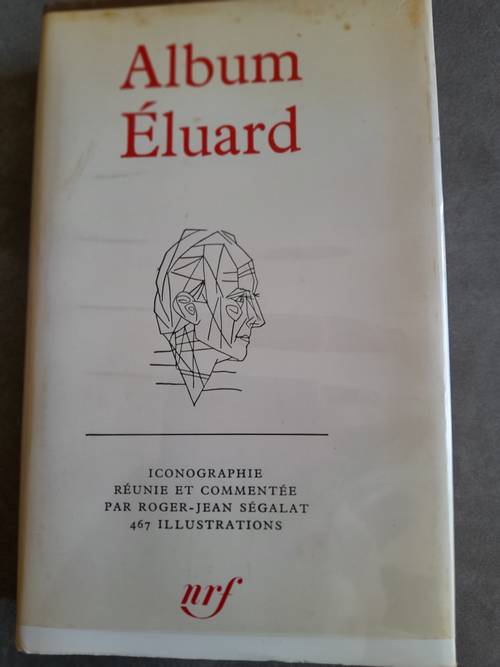 Album
Éluard
ICONOGRAPHIE
RÉUNIE ET COMMENTÉE
PAR ROGER-JEAN SÉGALAT
467 ILLUSTRATIONS
nrf